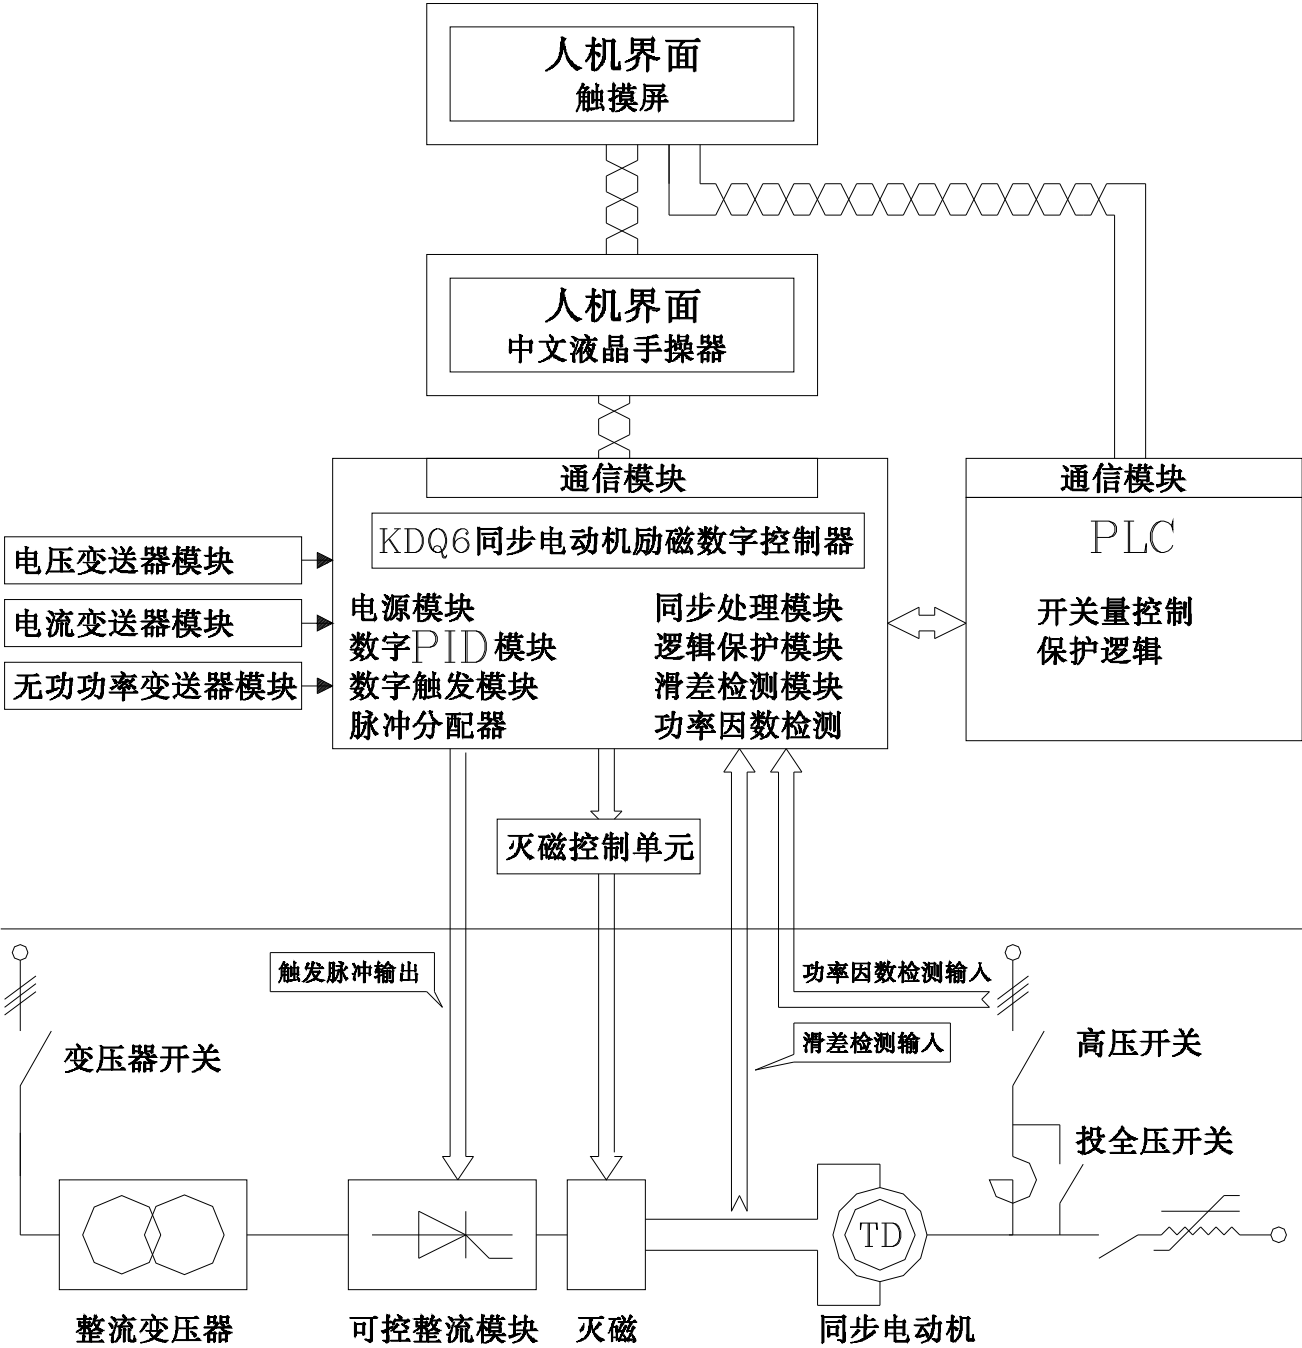 人机界面
触摸屏
人机界面
中文液晶手操器
通信模块
通信模块
KDQ6同步电动机励磁数字控制器
PLC
电压变送器模块
电流变送器模块
无功功率变送器模块
电源模块
数字PID模块
数字触发模块
脉冲分配器
同步处理模块
逻辑保护模块
滑差检测模块
功率因数检测
开关量控制
保护逻辑
灭磁控制单元
触发脉冲输出
功率因数检测输入
滑差检测输入
变压器开关
高压开关
投全压开关
TD
整流变压器
可控整流模块
灭磁
同步电动机